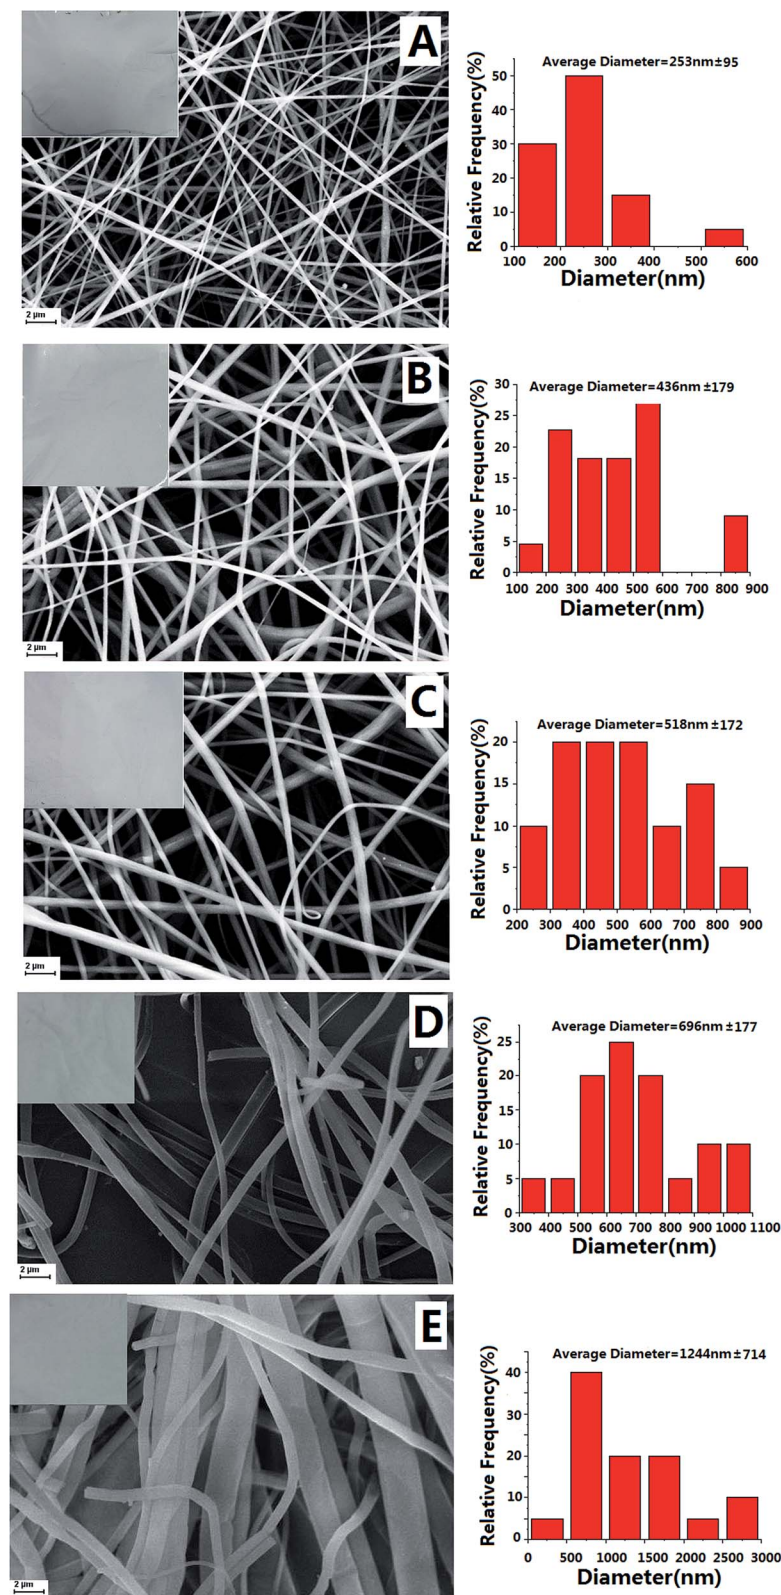 A
2 μm
Average Diameter=253nm±95
Relative Frequency(%)
50
40
30
20
10
0
100 200 300 400 500 600
Diameter(nm)
B
2 μm
Average Diameter=436nm ±179
Relative Frequency(%)
30
25
20
15
10
5
0
100 200 300 400 500 600 700 800 900
Diameter(nm)
C
2 μm
Average Diameter=518nm ±172
Relative Frequency(%)
20
15
10
5
0
200 300 400 500 600 700 800 900
Diameter(nm)
D
2 μm
Average Diameter=696nm ±177
Relative Frequency(%)
25
20
15
10
5
0
300 400 500 600 700 800 900 1000 1100
Diameter(nm)
E
2 μm
Average Diameter=1244nm ±714
Relative Frequency(%)
40
30
20
10
0
0 500 1000 1500 2000 2500 3000
Diameter(nm)